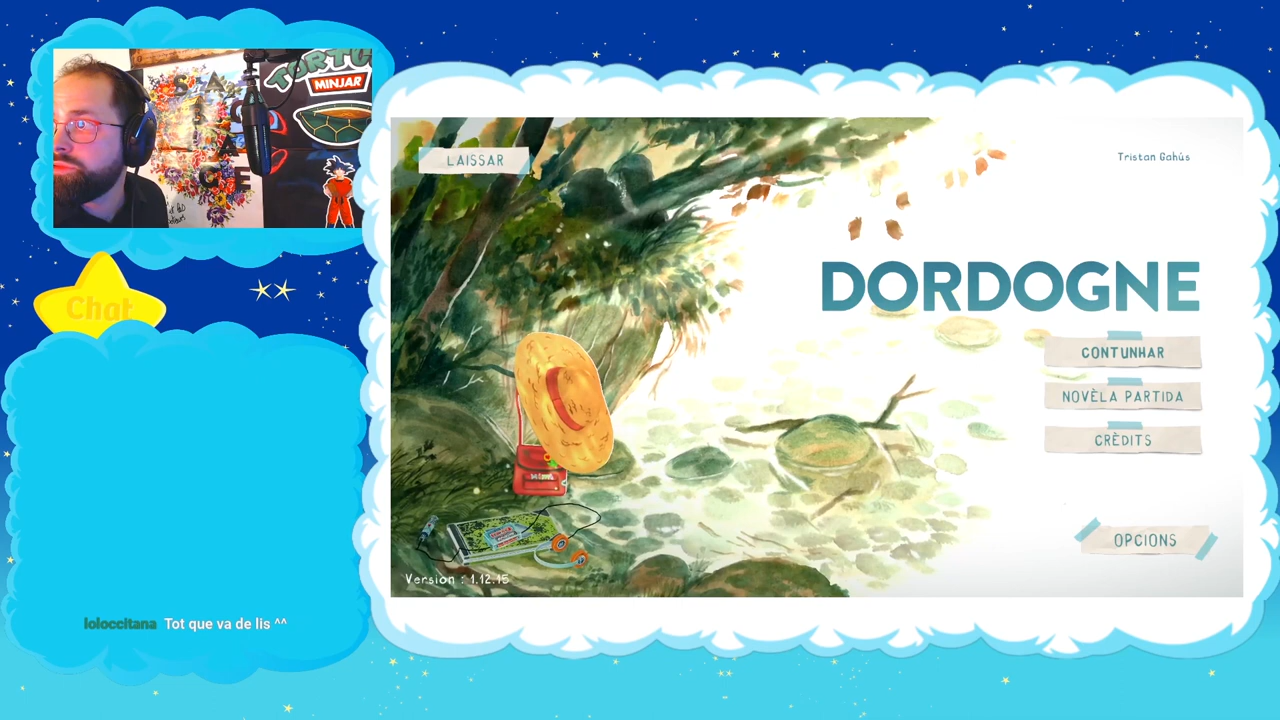 TORTU
MINJAR
Chat
loloccitana Tot que va de lis ^^
LAISSAR
Tristan Gahús
DORDOGNE
CONTUNHAR
NOVÈLA PARTIDA
CRÈDITS
OPCIONS
Version : 1.12.15